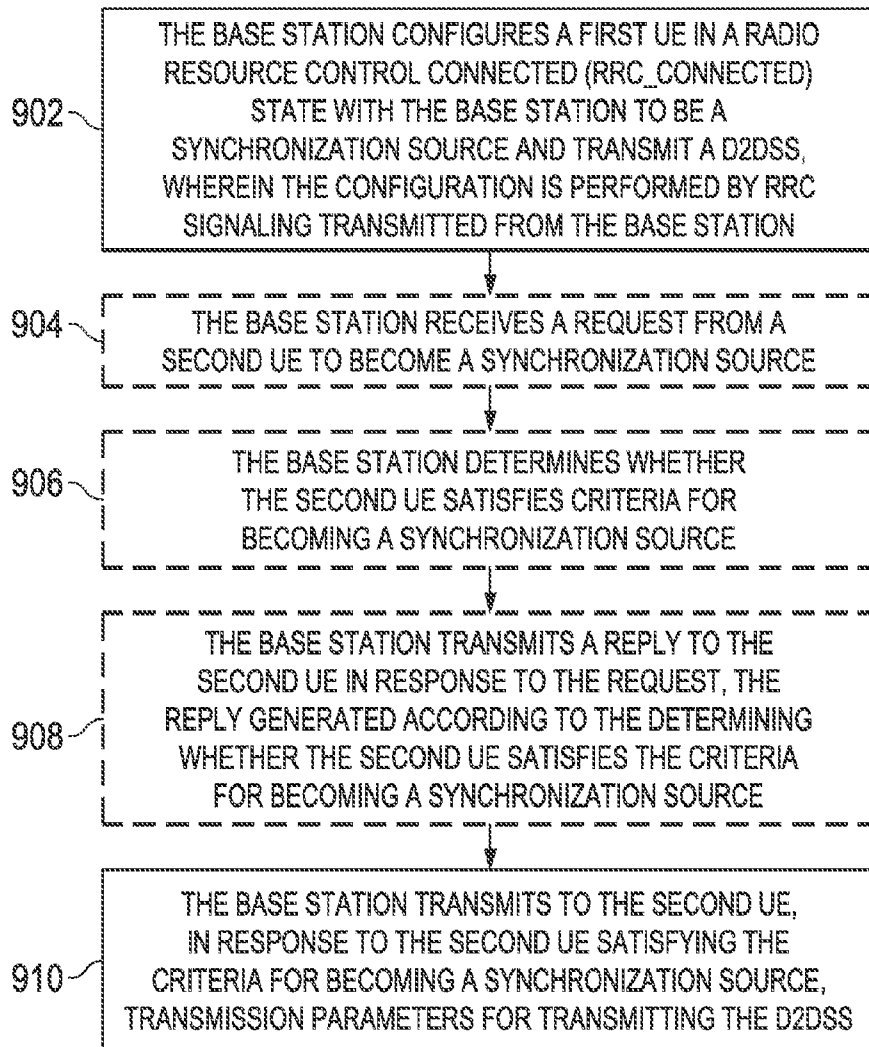 902
THE BASE STATION CONFIGURES A FIRST UE IN A RADIO
RESOURCE CONTROL CONNECTED (RRC_CONNECTED)
STATE WITH THE BASE STATION TO BE A
SYNCHRONIZATION SOURCE AND TRANSMIT A D2DSS,
WHEREIN THE CONFIGURATION IS PERFORMED BY RRC
SIGNALING TRANSMITTED FROM THE BASE STATION
904
THE BASE STATION RECEIVES A REQUEST FROM A
SECOND UE TO BECOME A SYNCHRONIZATION SOURCE
906
THE BASE STATION DETERMINES WHETHER
THE SECOND UE SATISFIES CRITERIA FOR
BECOMING A SYNCHRONIZATION SOURCE
908
THE BASE STATION TRANSMITS A REPLY TO THE
SECOND UE IN RESPONSE TO THE REQUEST, THE
REPLY GENERATED ACCORDING TO THE DETERMINING
WHETHER THE SECOND UE SATISFIES THE CRITERIA
FOR BECOMING A SYNCHRONIZATION SOURCE
910
THE BASE STATION TRANSMITS TO THE SECOND UE,
IN RESPONSE TO THE SECOND UE SATISFYING THE
CRITERIA FOR BECOMING A SYNCHRONIZATION SOURCE,
TRANSMISSION PARAMETERS FOR TRANSMITTING THE D2DSS